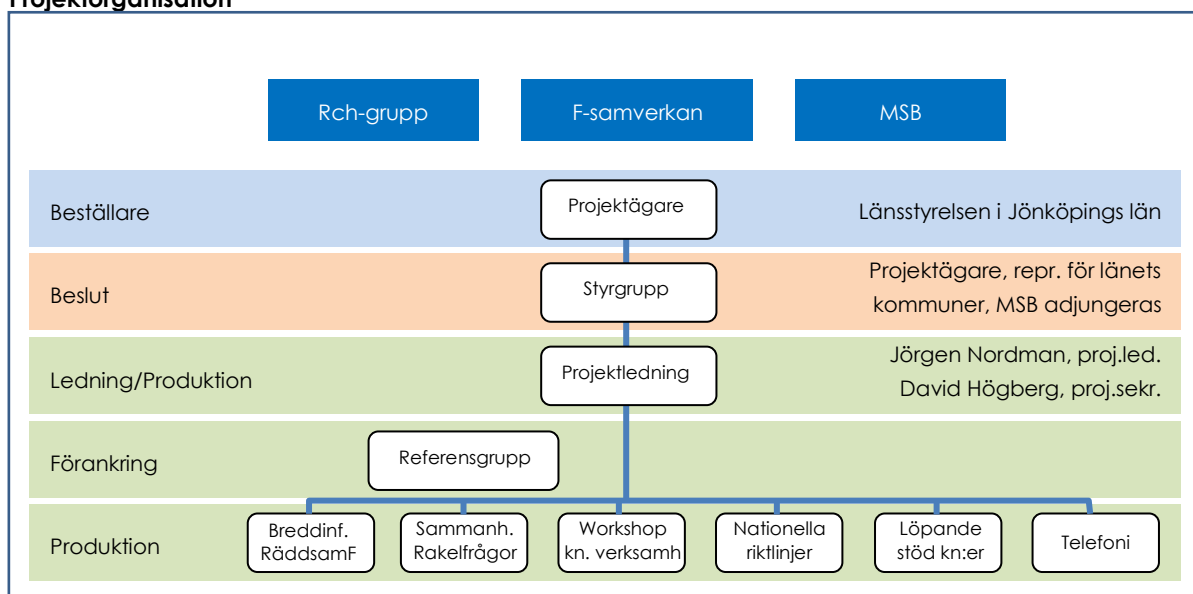 Projektorganisation
Rch-grupp
F-samverkan
MSB
Beställare
Projektägare
Länsstyrelsen i Jönköpings län
Beslut
Styrgrupp
Projektägare, repr. för länets
kommuner, MSB adjungeras
Ledning/Produktion
Projektledning
Jörgen Nordman, proj.led.
David Högberg, proj.sekr.
Förankring
Referensgrupp
Produktion
Breddinf.
RäddsamF
Sammanh.
Rakelfrågor
Workshop
kn. verksamh
Nationella
riktlinjer
Löpande
stöd kn:er
Telefoni